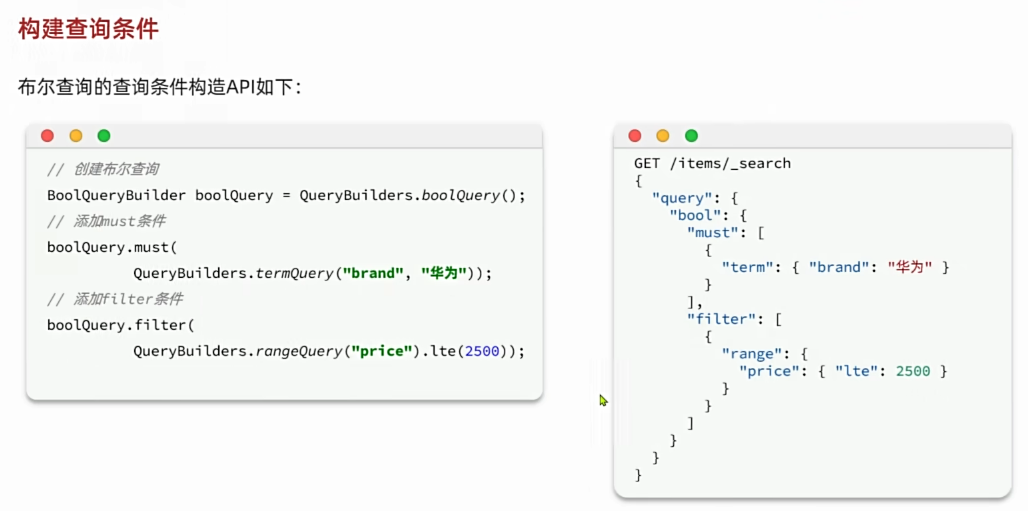 构建查询条件
布尔查询的查询条件构造API如下：
// 创建布尔查询
BoolQueryBuilder boolQuery = QueryBuilders.boolQuery();
// 添加must条件
boolQuery.must(
        QueryBuilders.termQuery("brand", "华为"));
// 添加filter条件
boolQuery.filter(
        QueryBuilders.rangeQuery("price").lte(2500));
GET /items/_search
{
  "query": {
    "bool": {
      "must": [
        {
          "term": { "brand": "华为" }
        }
      ],
      "filter": [
        {
          "range": {
            "price": { "lte": 2500 }
          }
        }
      ]
    }
  }
}